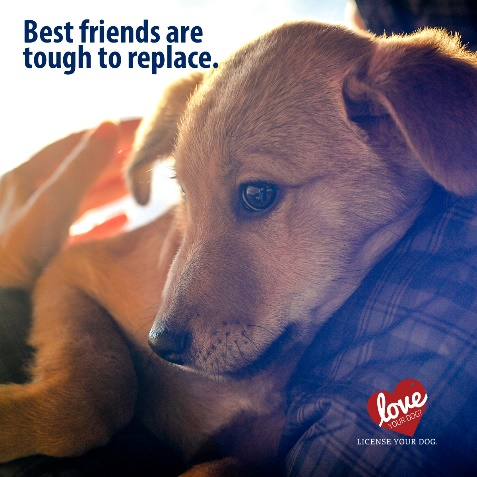 Best friends are
tough to replace.
love
YOUR DOG?
LICENSE YOUR DOG.